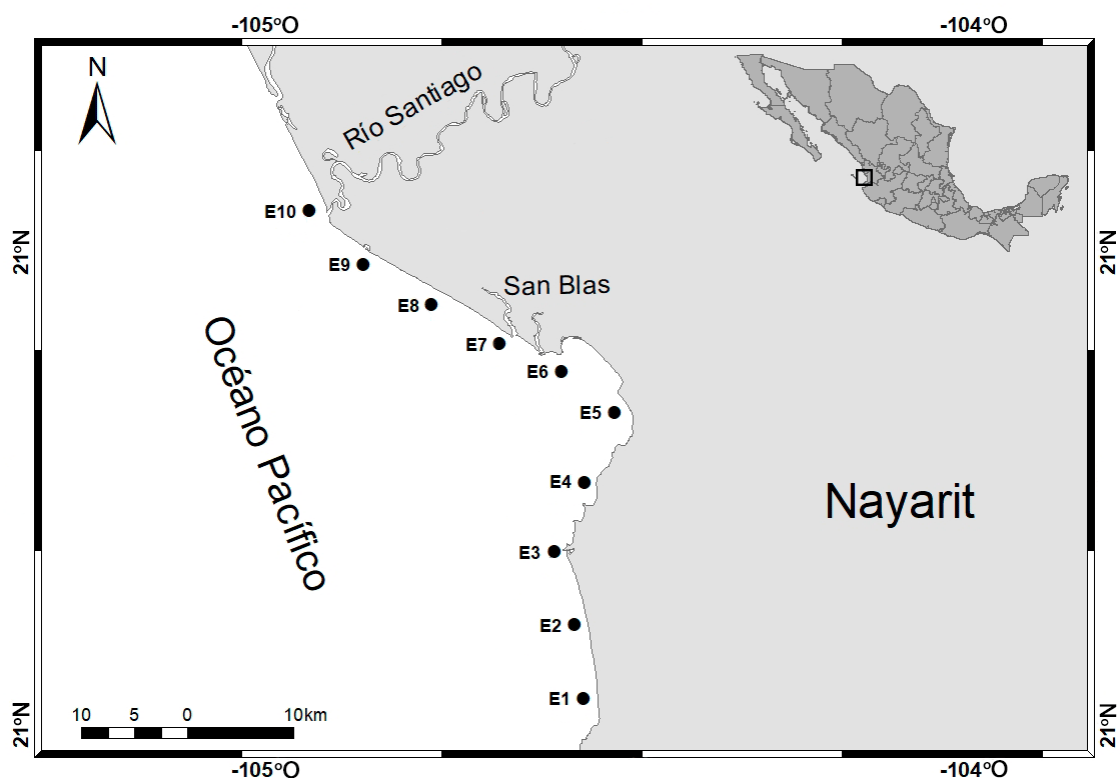 -105°O
-104°O
N
Río Santiago
E10
21°N
21°N
E9
San Blas
E8
E7
Océano Pacífico
E6
E5
E4
Nayarit
E3
E2
E1
21°N
21°N
10 5 0 10km
-105°O
-104°O